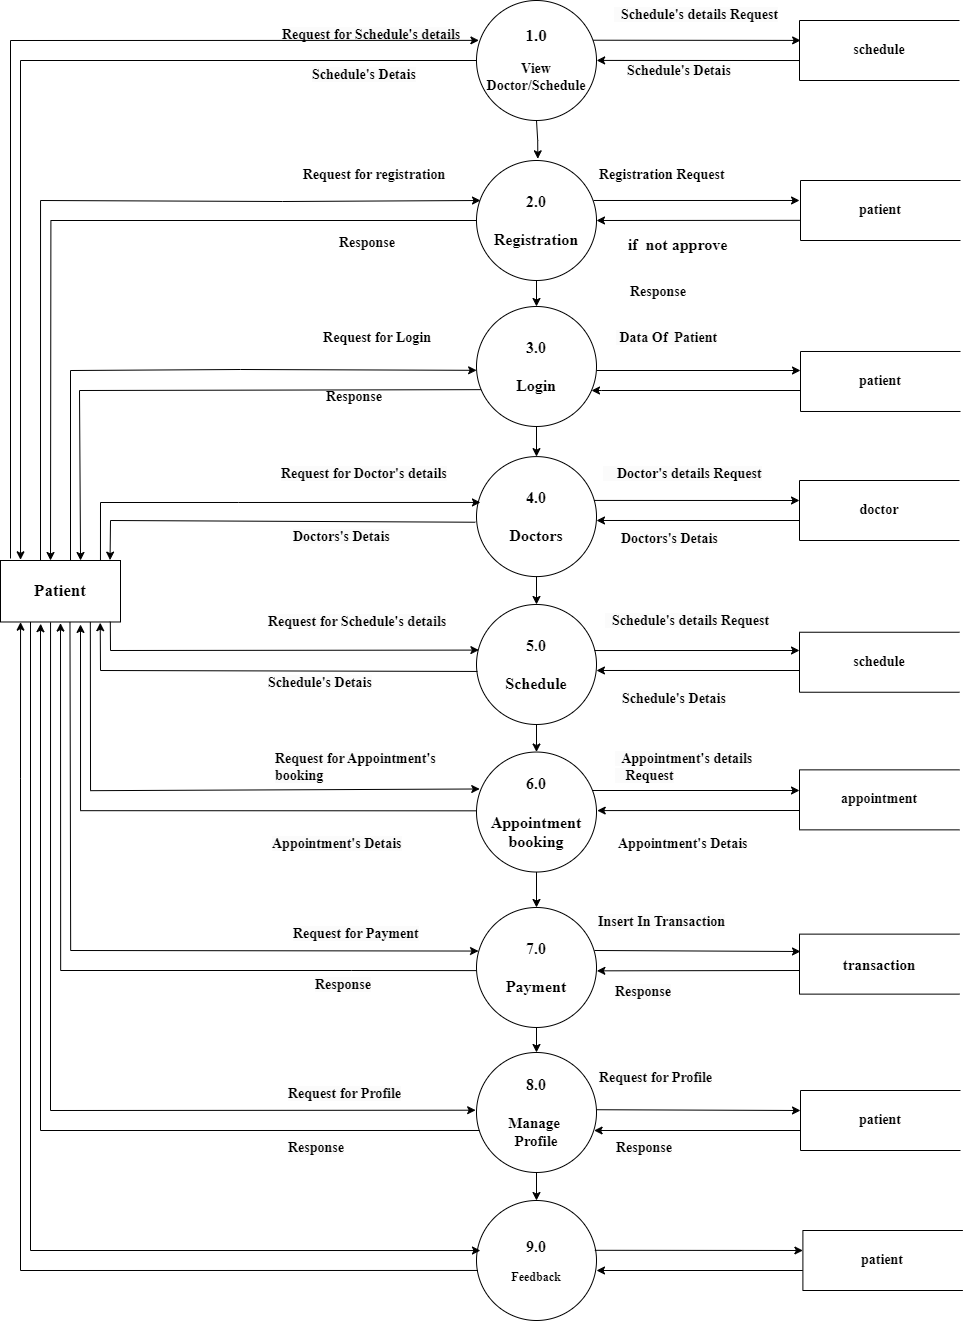 Schedule's details Request
Request for Schedule's details
1.0
schedule
View
Doctor/Schedule
Schedule's Detais
Schedule's Detais
Request for registration
Registration Request
2.0
patient
Registration
Response
if not approve
Response
Request for Login
Data Of Patient
3.0
patient
Login
Response
Request for Doctor's details
Doctor's details Request
4.0
doctor
Doctors
Doctors's Detais
Doctors's Detais
Patient
Request for Schedule's details
Schedule's details Request
5.0
schedule
Schedule
Schedule's Detais
Schedule's Detais
Request for Appointment's
booking
Appointment's details
Request
6.0
appointment
Appointment
booking
Appointment's Detais
Appointment's Detais
Insert In Transaction
Request for Payment
7.0
transaction
Payment
Response
Response
Request for Profile
8.0
Request for Profile
patient
Manage
Profile
Response
Response
9.0
patient
Feedback